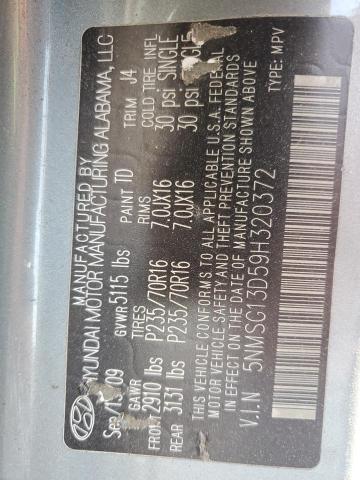 MANUFACTURED BY
HYUNDAI MOTOR MANUFACTURING ALABAMA, LLC
09 GVWR 5115 lbs PAINT 1D TRIM J4
GAWR TIRES RIMS COLD TIRE INFL
FRONT 2910 lbs P235/70R16 7.0JX16 30 psi SINGLE
REAR 3131 lbs P235/70R16 7.0JX16 30 psi SINGLE
THIS VEHICLE CONFORMS TO ALL APPLICABLE U.S.A. FEDERAL
MOTOR VEHICLE SAFETY AND THEFT PREVENTION STANDARDS
IN EFFECT ON THE DATE OF MANUFACTURE SHOWN ABOVE
V.I.N 5NMSG13D59H320372 TYPE: MPV